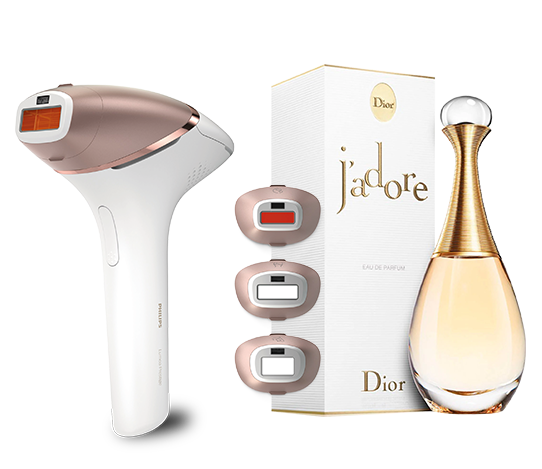 PHILIPS
Dior
j'adore
EAU DE PARFUM
Dior